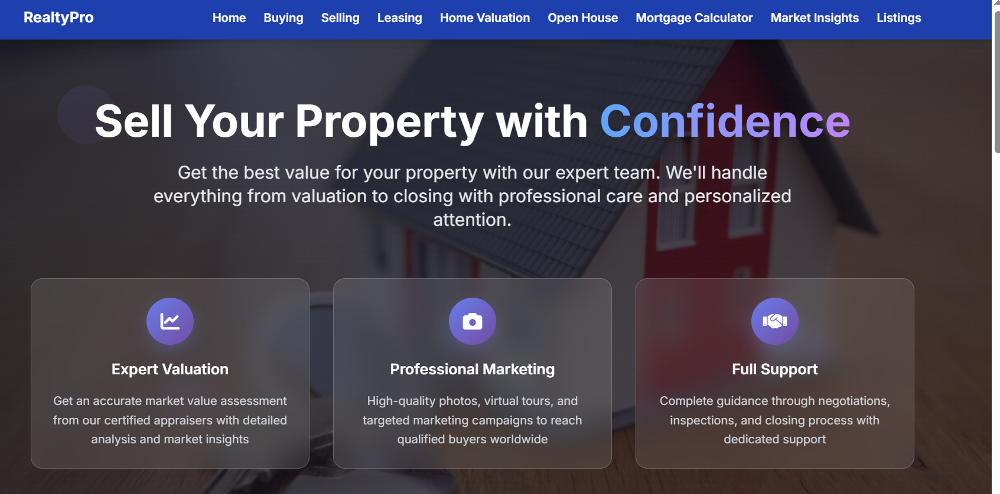 RealtyPro
Home Buying Selling Leasing Home Valuation Open House Mortgage Calculator Market Insights Listings
Sell Your Property with Confidence
Get the best value for your property with our expert team. We'll handle
everything from valuation to closing with professional care and personalized
attention.
Expert Valuation
Get an accurate market value assessment
from our certified appraisers with detailed
analysis and market insights
Professional Marketing
High-quality photos, virtual tours, and
targeted marketing campaigns to reach
qualified buyers worldwide
Full Support
Complete guidance through negotiations,
inspections, and closing process with
dedicated support